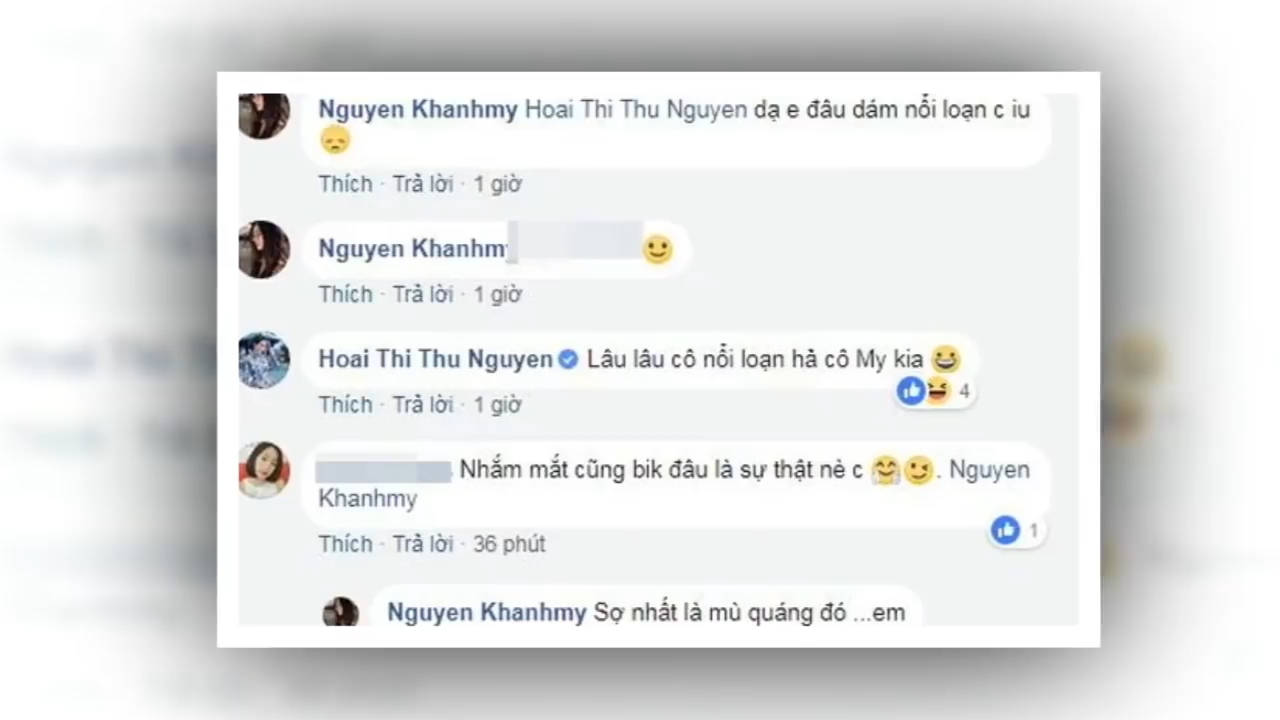 Nguyen Khanhmy Hoai Thi Thu Nguyen dạ e đâu dám nổi loạn c iu
😞
Thích · Trả lời · 1 giờ
Nguyen Khanhmy 🙂
Thích · Trả lời · 1 giờ
Hoai Thi Thu Nguyen Lâu lâu cô nổi loạn hả cô My kia 😀
4
Thích · Trả lời · 1 giờ
Nhắm mắt cũng bik đâu là sự thật nè c 🤗😉. Nguyen
Khanhmy
1
Thích · Trả lời · 36 phút
Nguyen Khanhmy Sợ nhất là mù quáng đó ...em